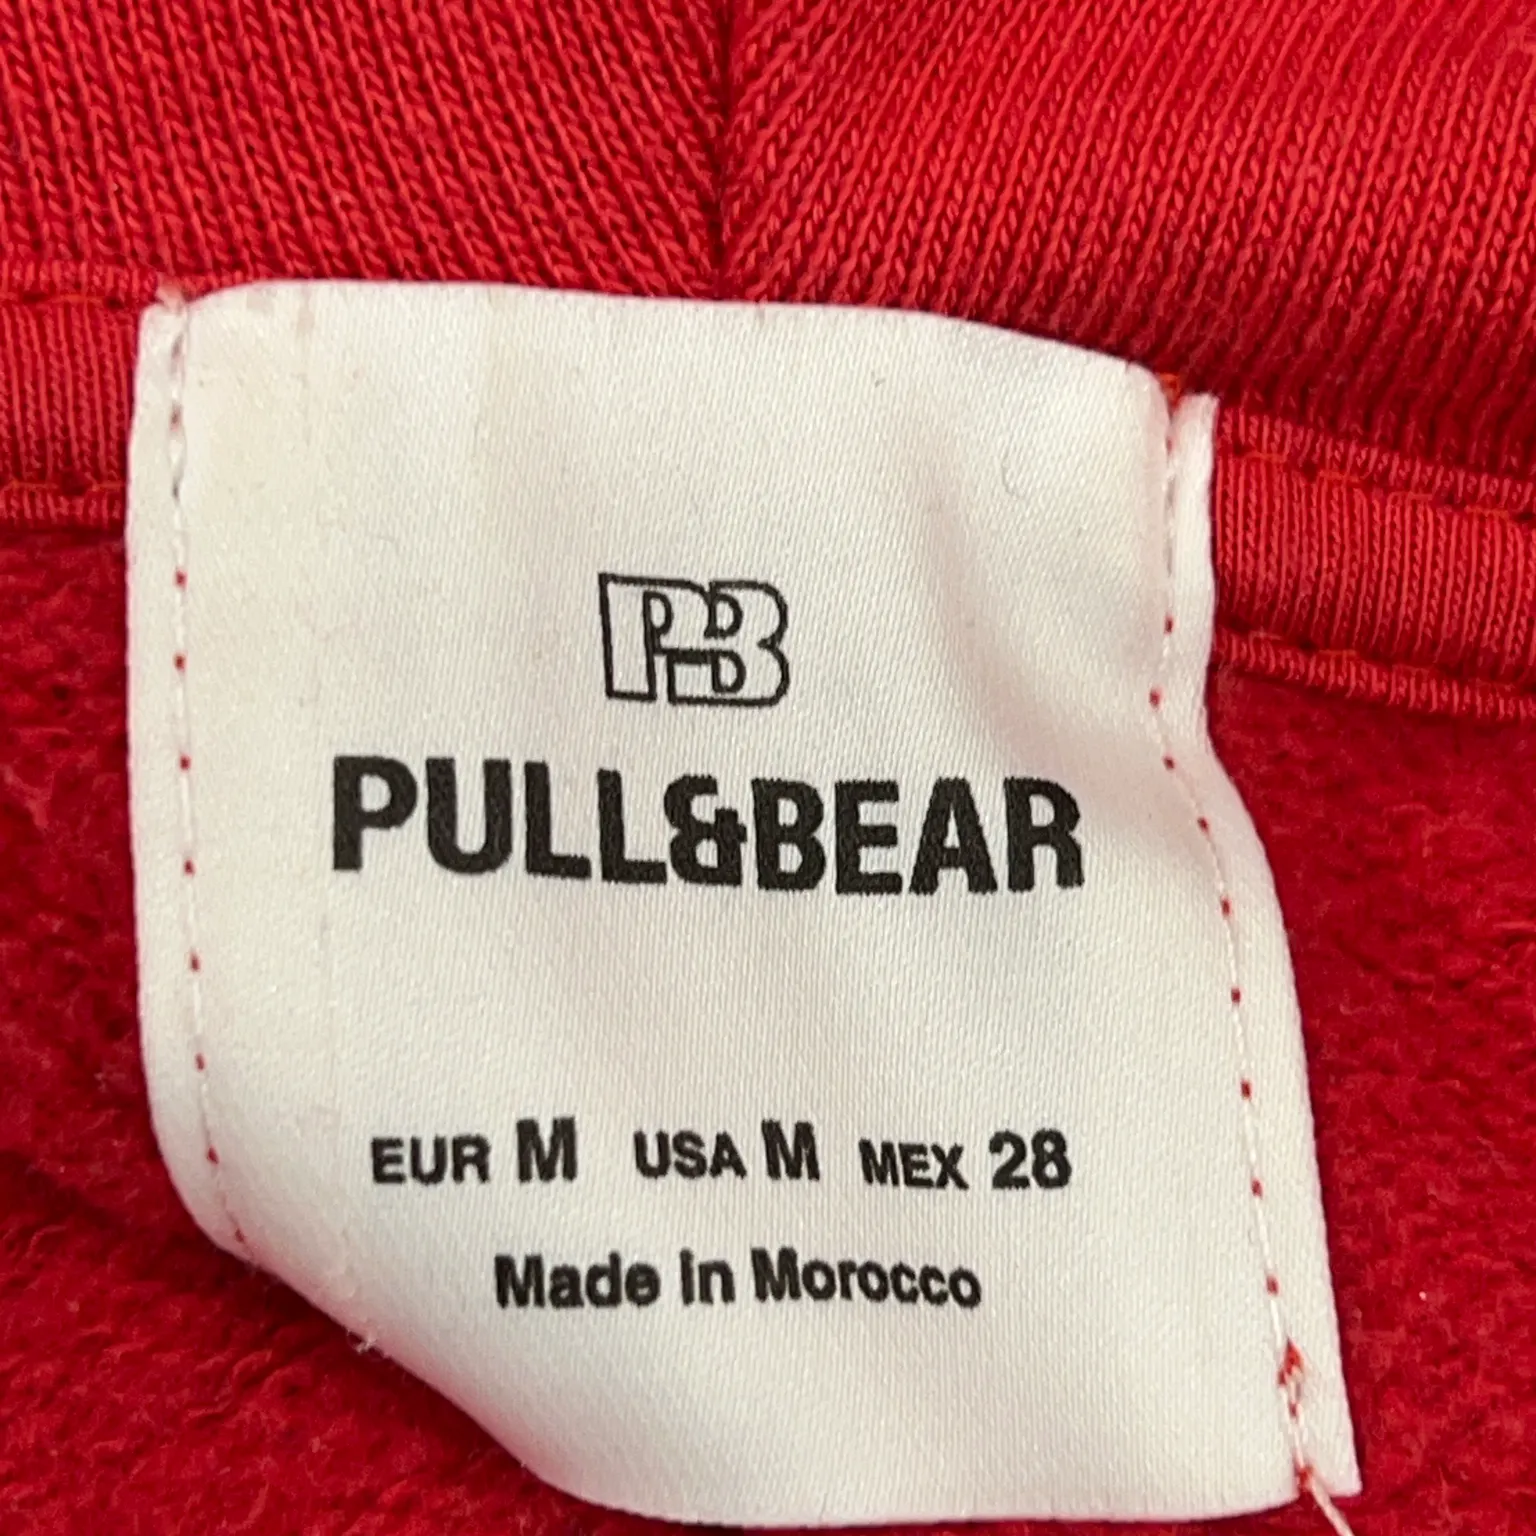 PB
PULL&BEAR
EUR M USA M MEX 28
Made in Morocco